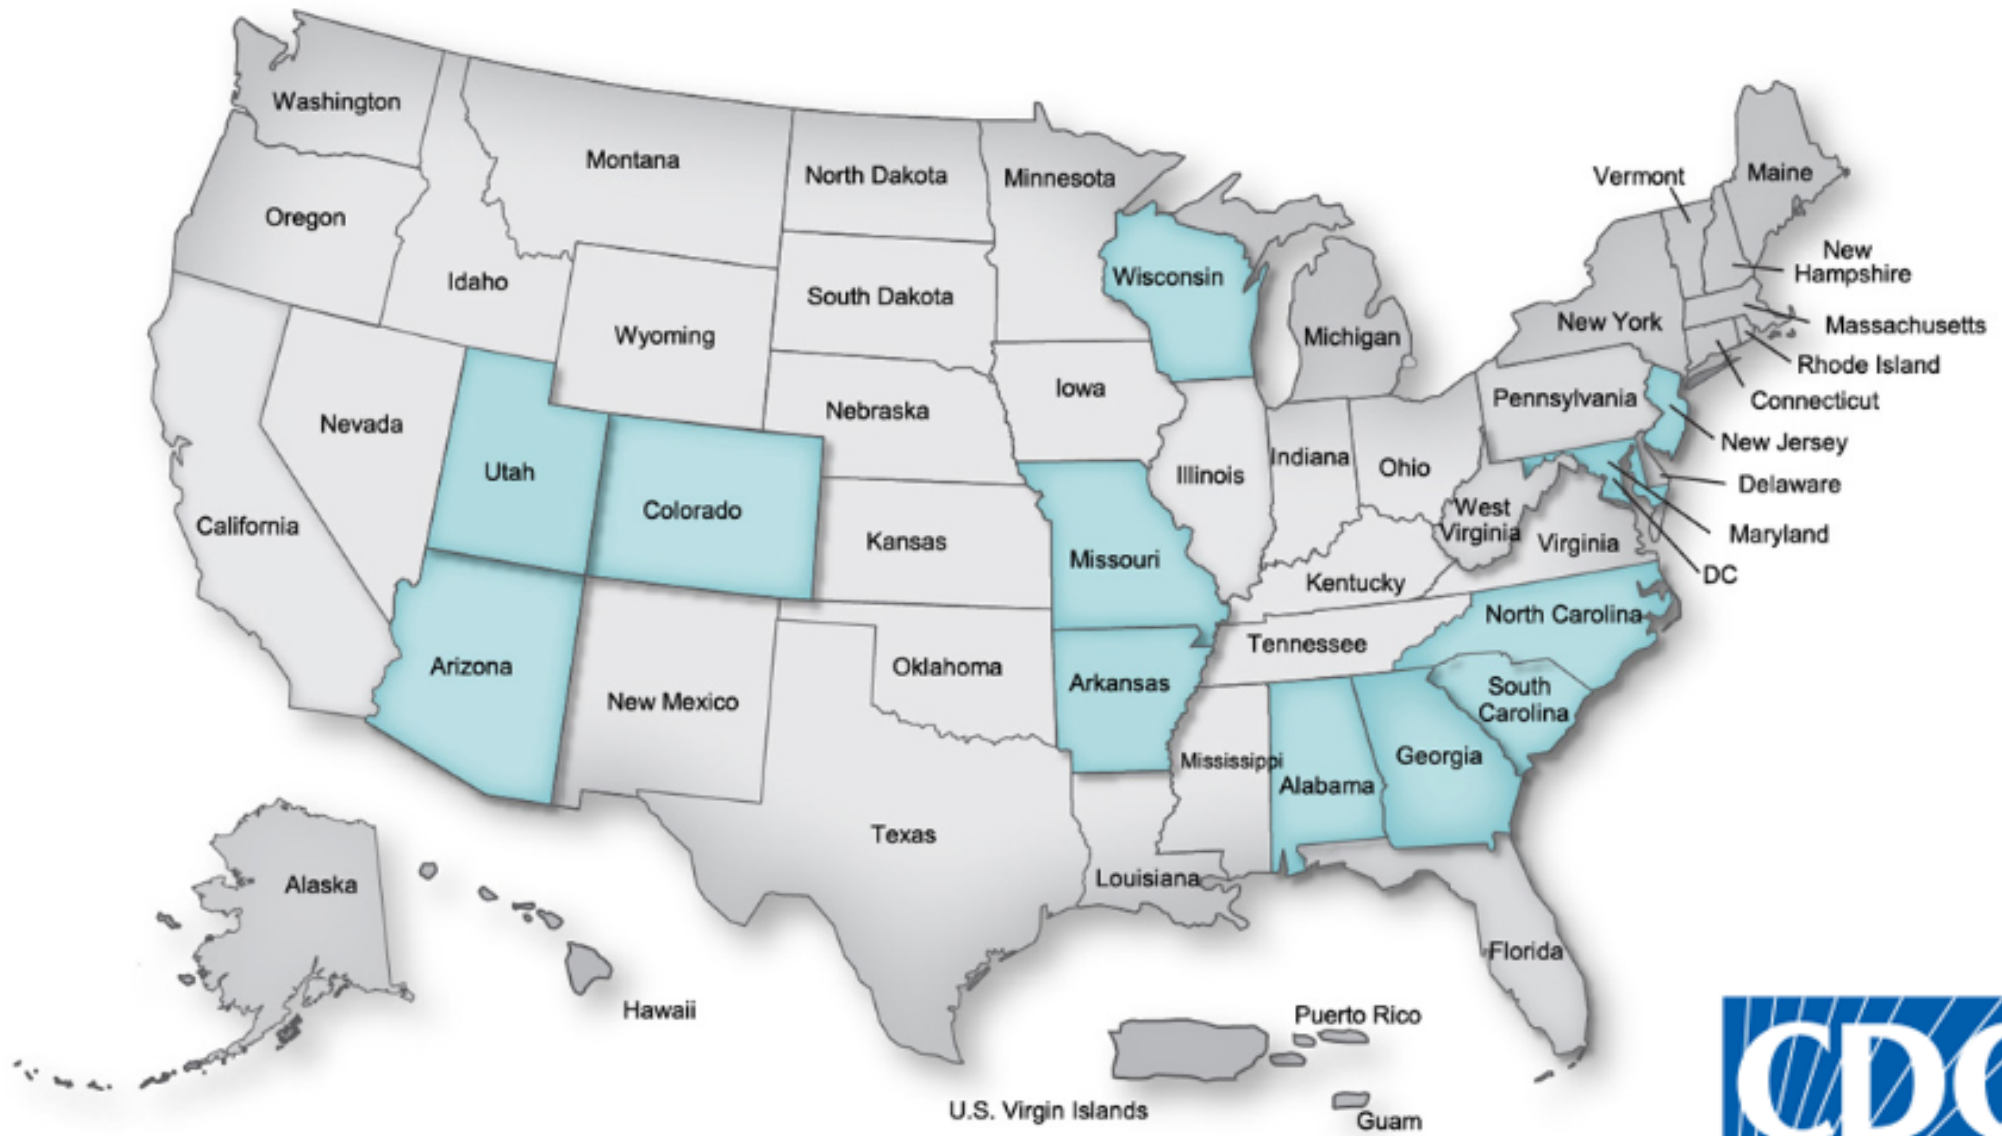 Washington
Montana
North Dakota
Minnesota
Vermont
Maine
Oregon
Idaho
Wyoming
South Dakota
Wisconsin
Michigan
New York
New
Hampshire
Massachusetts
Rhode Island
Connecticut
New Jersey
Delaware
Maryland
DC
Nevada
Utah
Colorado
Nebraska
Iowa
Illinois
Indiana
Ohio
Pennsylvania
California
Kansas
Missouri
Kentucky
West
Virginia
Virginia
Arizona
New Mexico
Oklahoma
Arkansas
Tennessee
North Carolina
South
Carolina
Texas
Louisiana
Mississippi
Alabama
Georgia
Florida
Alaska
Hawaii
Puerto Rico
U.S. Virgin Islands
Guam
CDC